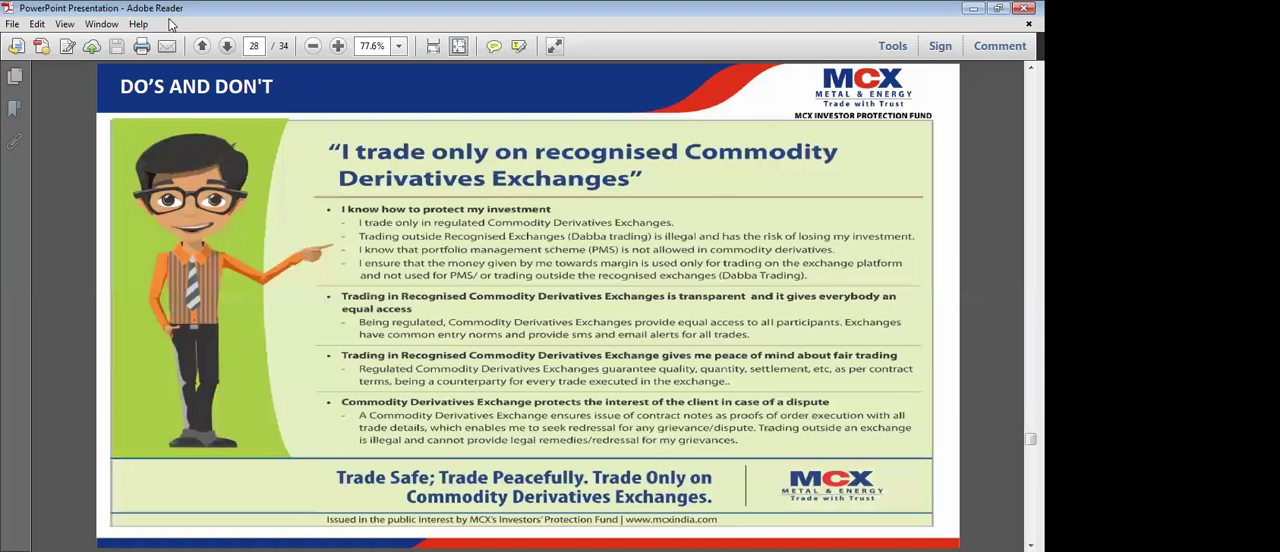 PowerPoint Presentation - Adobe Reader
File Edit View Window Help
28 / 34 77.6% Tools Sign Comment
DO'S AND DON'T
MCX
METAL & ENERGY
Trade with Trust
MCX INVESTOR PROTECTION FUND
“I trade only on recognised Commodity
Derivatives Exchanges”
• I know how to protect my investment
- I trade only in regulated Commodity Derivatives Exchanges.
- Trading outside Recognised Exchanges (Dabba trading) is illegal and has the risk of losing my investment.
- I know that portfolio management scheme (PMS) is not allowed in commodity derivatives.
- I ensure that the money given by me towards margin is used only for trading on the exchange platform
and not used for PMS/ or trading outside the recognised exchanges (Dabba Trading).
• Trading in Recognised Commodity Derivatives Exchanges is transparent and it gives everybody an
equal access
- Being regulated, Commodity Derivatives Exchanges provide equal access to all participants. Exchanges
have common entry norms and provide sms and email alerts for all trades.
• Trading in Recognised Commodity Derivatives Exchange gives me peace of mind about fair trading
- Regulated Commodity Derivatives Exchanges guarantee quality, quantity, settlement, etc, as per contract
terms, being a counterparty for every trade executed in the exchange..
• Commodity Derivatives Exchange protects the interest of the client in case of a dispute
- A Commodity Derivatives Exchange ensures issue of contract notes as proofs of order execution with all
trade details, which enables me to seek redressal for any grievance/dispute. Trading outside an exchange
is illegal and cannot provide legal remedies/redressal for my grievances.
Trade Safe; Trade Peacefully. Trade Only on
Commodity Derivatives Exchanges.
MCX
METAL & ENERGY
Trade with Trust
Issued in the public interest by MCX's Investors' Protection Fund | www.mcxindia.com